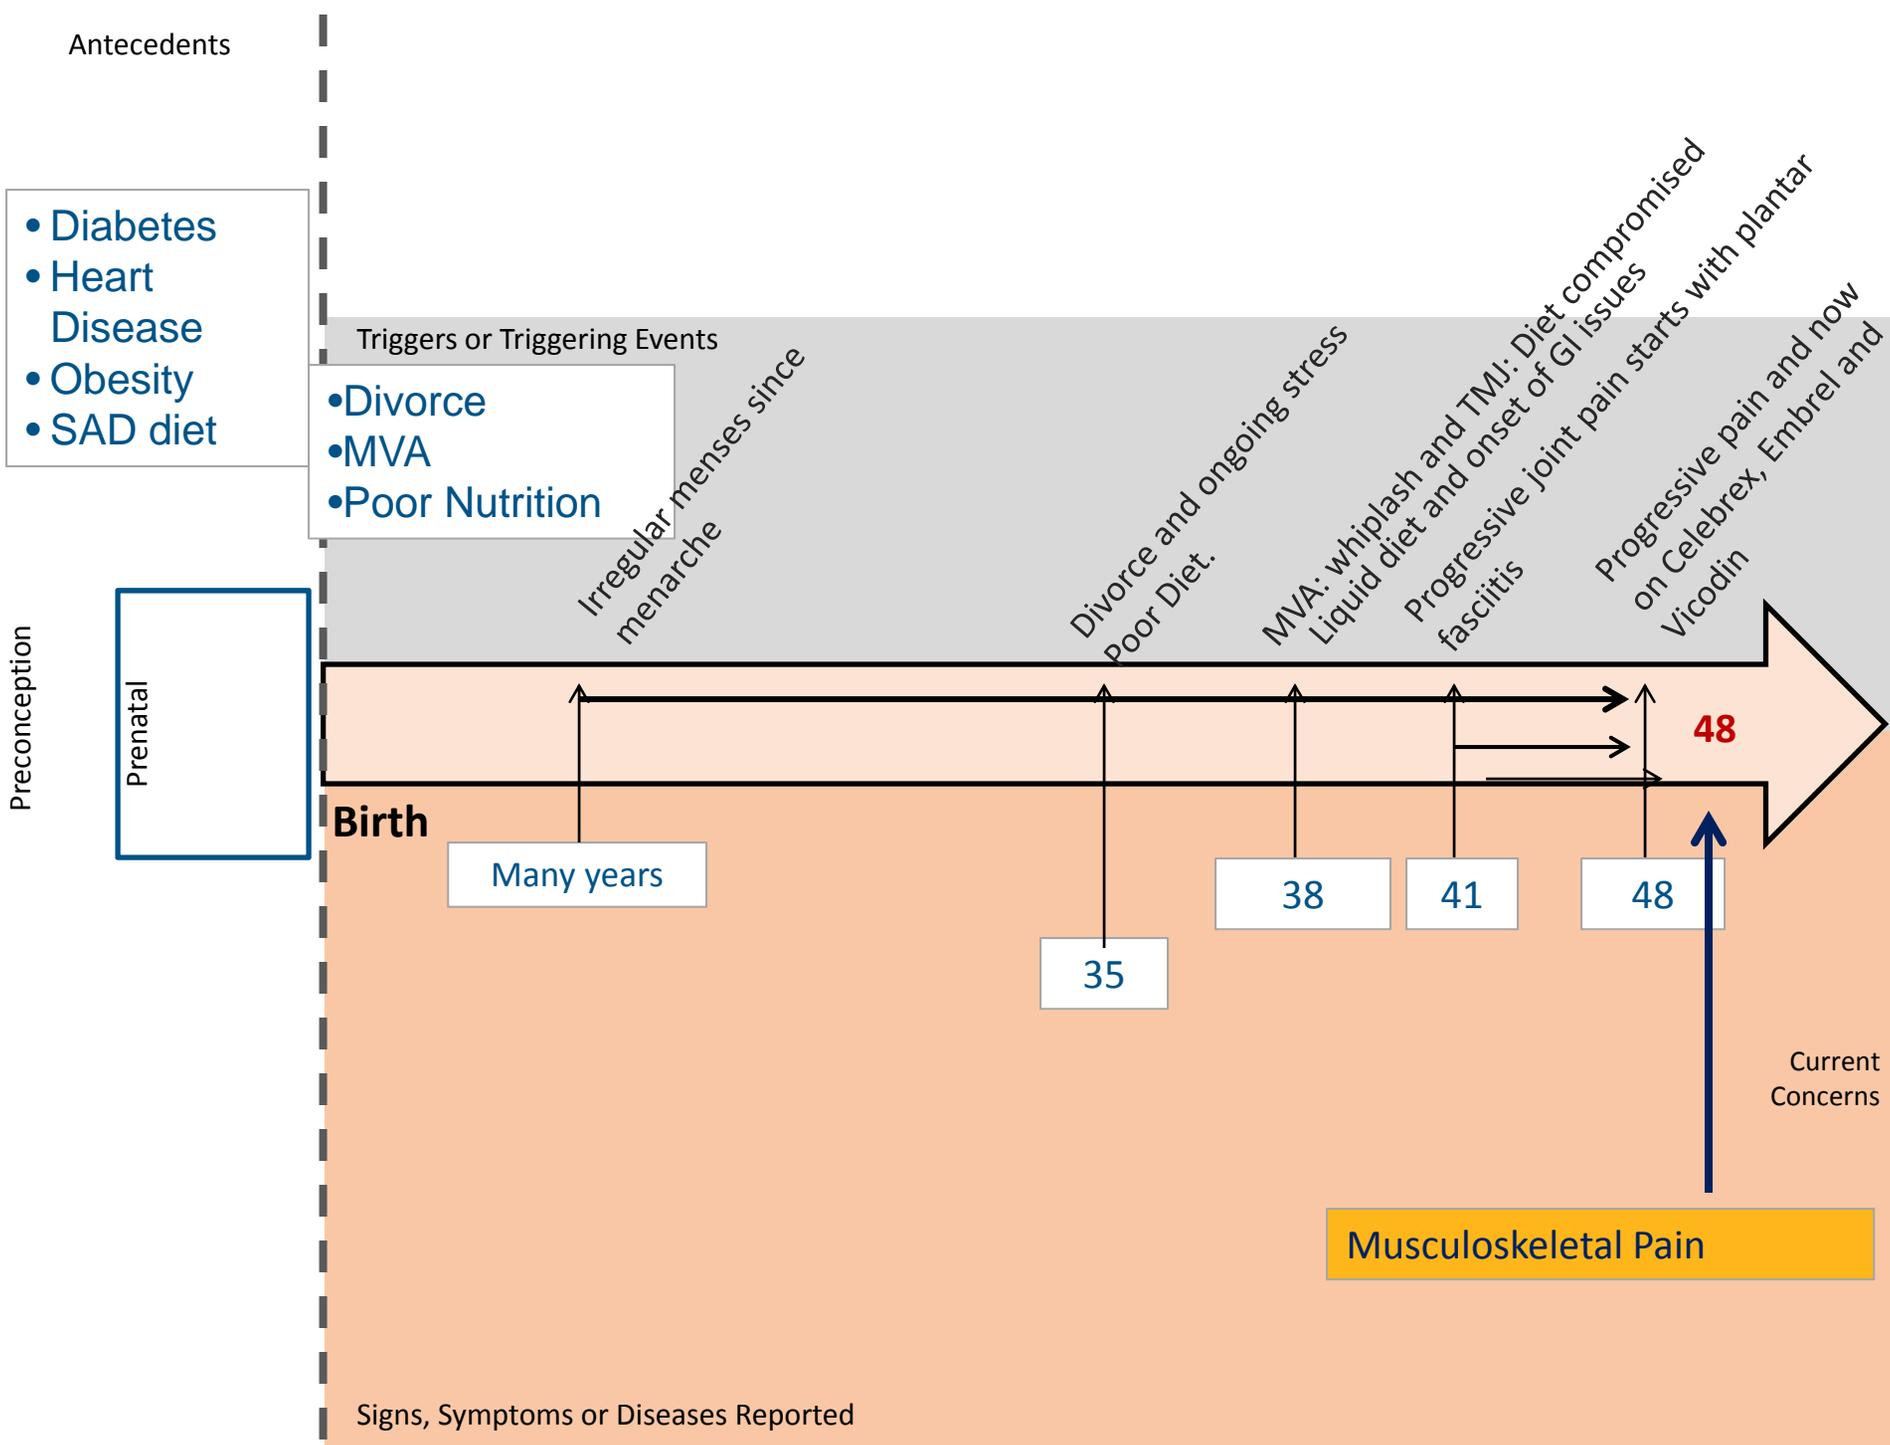 Antecedents
• Diabetes
• Heart
Disease
• Obesity
• SAD diet
Triggers or Triggering Events
•Divorce
•MVA
•Poor Nutrition
Irregular menses since
menarche
Divorce and ongoing stress
Poor Diet.
MVA: whiplash and TMJ: Diet compromised
Liquid diet and onset of GI issues
Progressive joint pain starts with plantar
fasciitis
Progressive pain and now
on Celebrex, Embrel and
Vicodin
Preconception
Prenatal
48
Birth
Many years
35
38
41
48
Current
Concerns
Musculoskeletal Pain
Signs, Symptoms or Diseases Reported